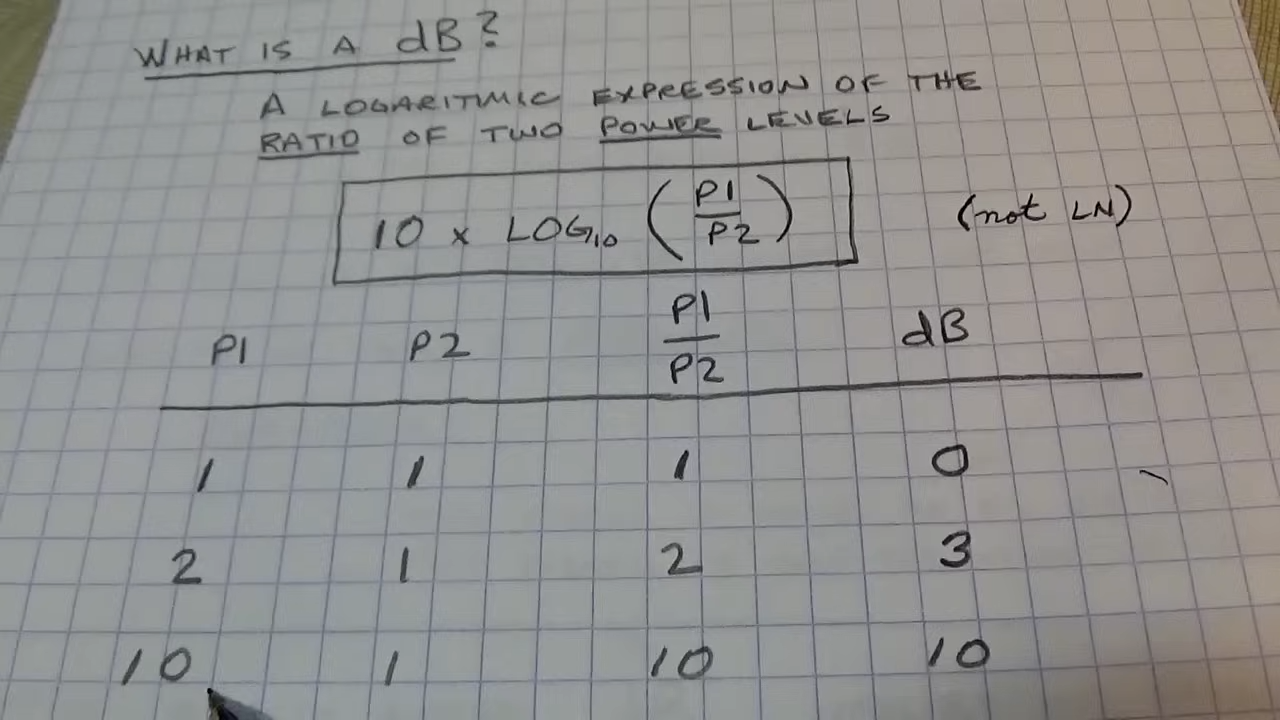 WHAT IS A dB?
A LOGARITMIC EXPRESSION OF THE
RATIO OF TWO POWER LEVELS
10 x LOG₁₀ (P1/P2) (not LN)
P1 P2 P1/P2 dB
1 1 1 0
2 1 2 3
10 1 10 10